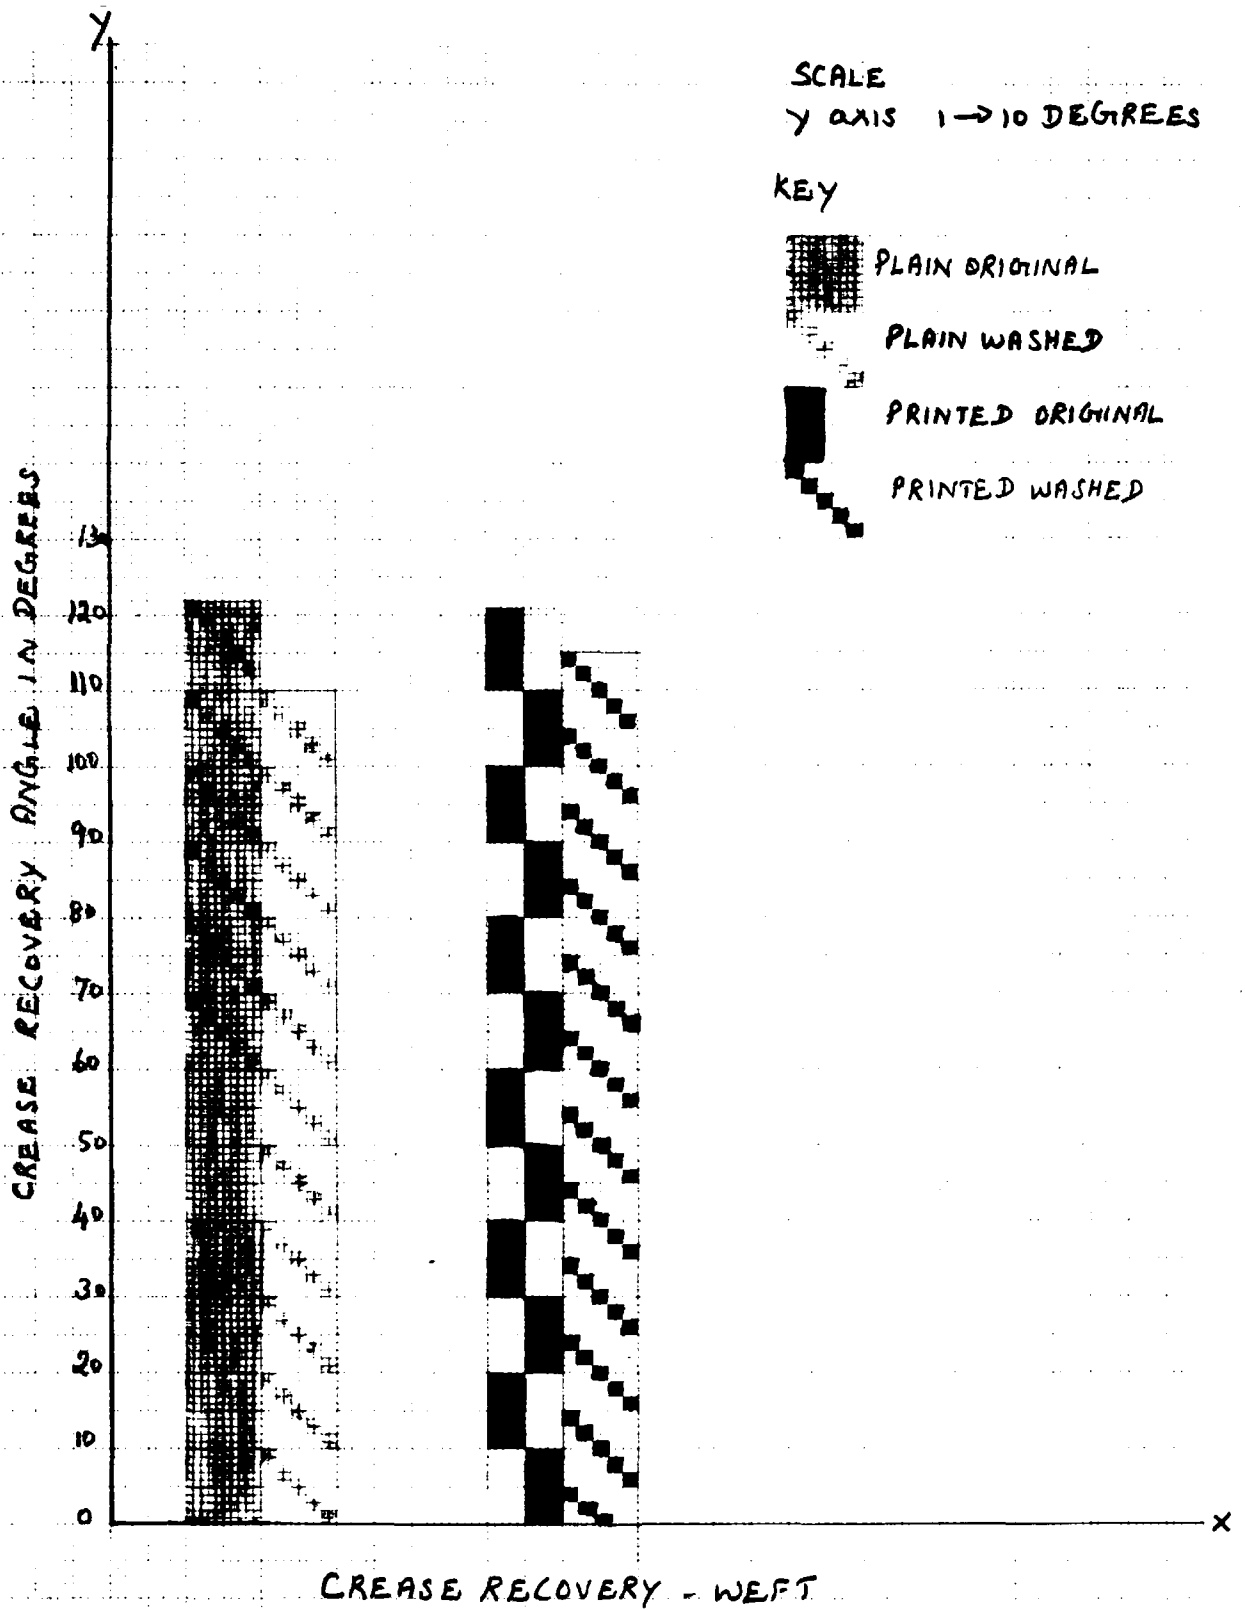 Y
SCALE
Y axis 1→10 DEGREES
KEY
PLAIN ORIGINAL
PLAIN WASHED
PRINTED ORIGINAL
PRINTED WASHED
CREASE RECOVERY ANGLE IN DEGREES
130
120
110
100
90
80
70
60
50
40
30
20
10
0
X
CREASE RECOVERY - WEFT